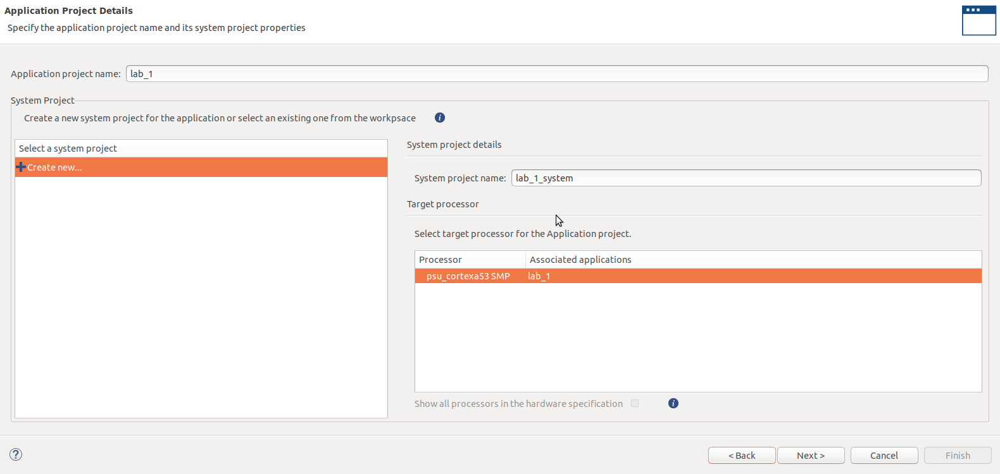 Application Project Details
Specify the application project name and its system project properties
Application project name: lab_1
System Project
Create a new system project for the application or select an existing one from the workpsace
Select a system project
Create new...
System project details
System project name: lab_1_system
Target processor
Select target processor for the Application project.
Processor Associated applications
psu_cortexa53 SMP lab_1
Show all processors in the hardware specification
< Back Next > Cancel Finish